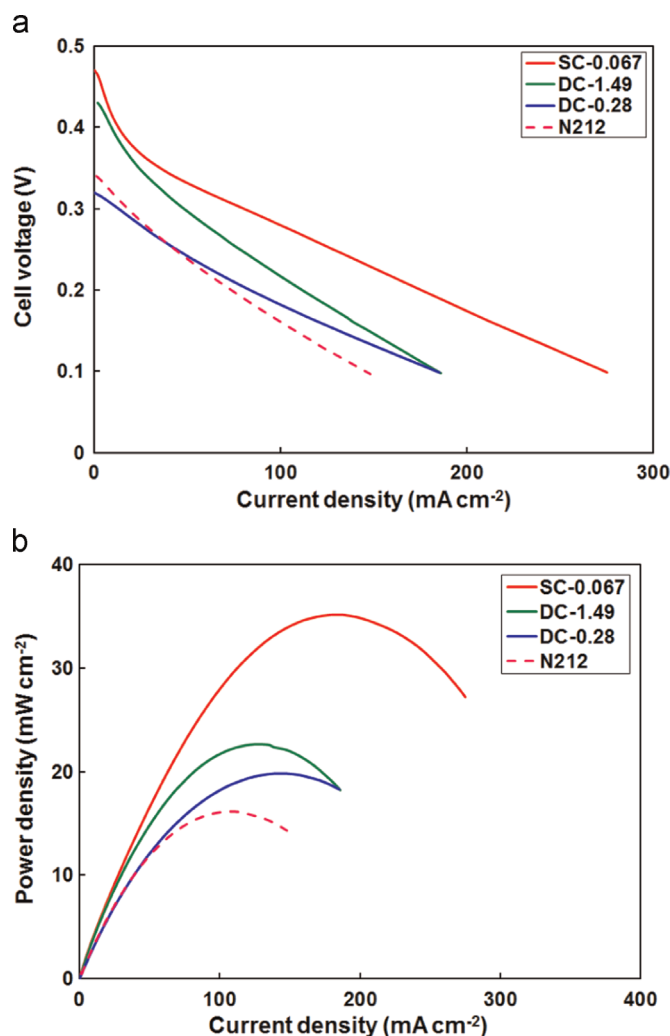 a
0.5
0.4
0.3
0.2
0.1
0
Cell voltage (V)
SC-0.067
DC-1.49
DC-0.28
N212
0 100 200 300
Current density (mA cm-2)
b
40
30
20
10
0
Power density (mW cm-2)
SC-0.067
DC-1.49
DC-0.28
N212
0 100 200 300 400
Current density (mA cm-2)